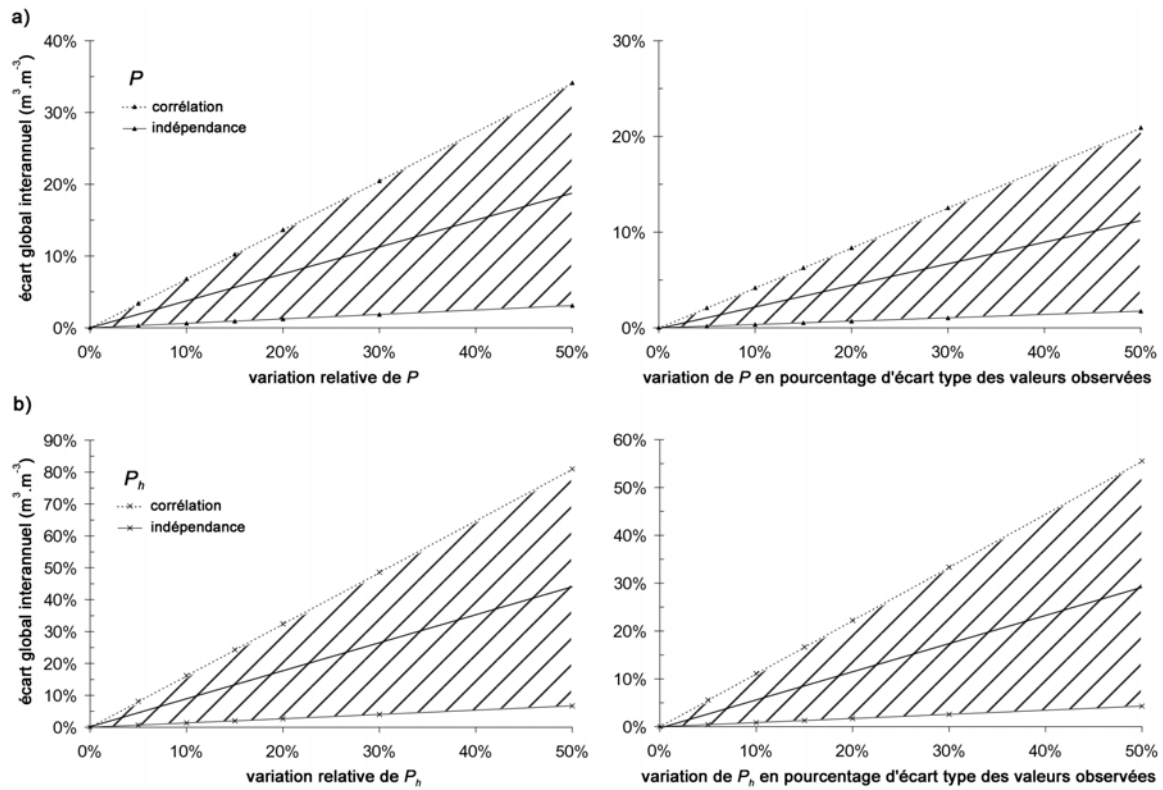 a)
40%
30%
20%
10%
0%
écart global interannuel (m³.m⁻³)
P
corrélation
indépendance
0% 10% 20% 30% 40% 50%
variation relative de P
30%
20%
10%
0%
0% 10% 20% 30% 40% 50%
variation de P en pourcentage d'écart type des valeurs observées
b)
90%
80%
70%
60%
50%
40%
30%
20%
10%
0%
écart global interannuel (m³.m⁻³)
Pₕ
corrélation
indépendance
0% 10% 20% 30% 40% 50%
variation relative de Pₕ
60%
50%
40%
30%
20%
10%
0%
0% 10% 20% 30% 40% 50%
variation de Pₕ en pourcentage d'écart type des valeurs observées